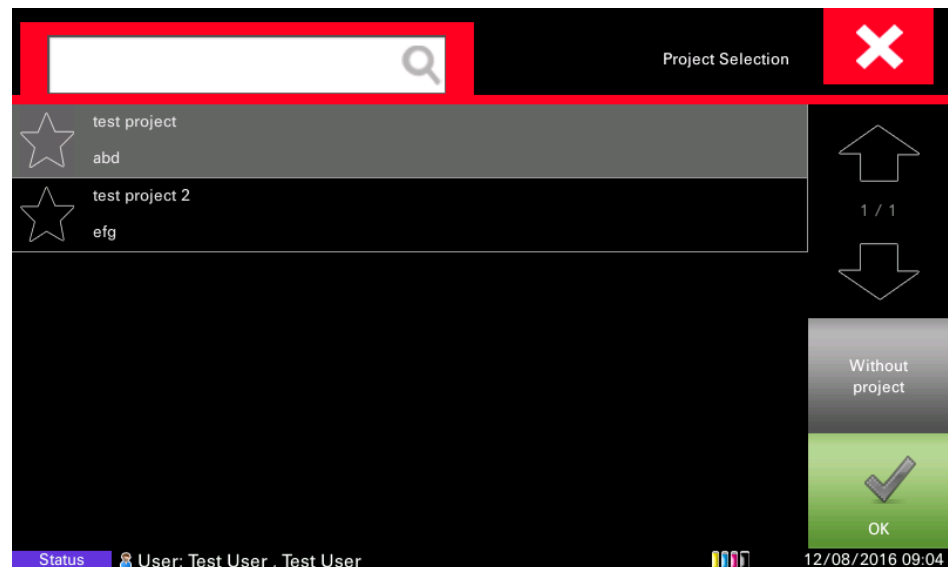 Project Selection
test project
abd
test project 2
efg
1 / 1
Without
project
OK
Status
User: Test User , Test User
12/08/2016 09:04